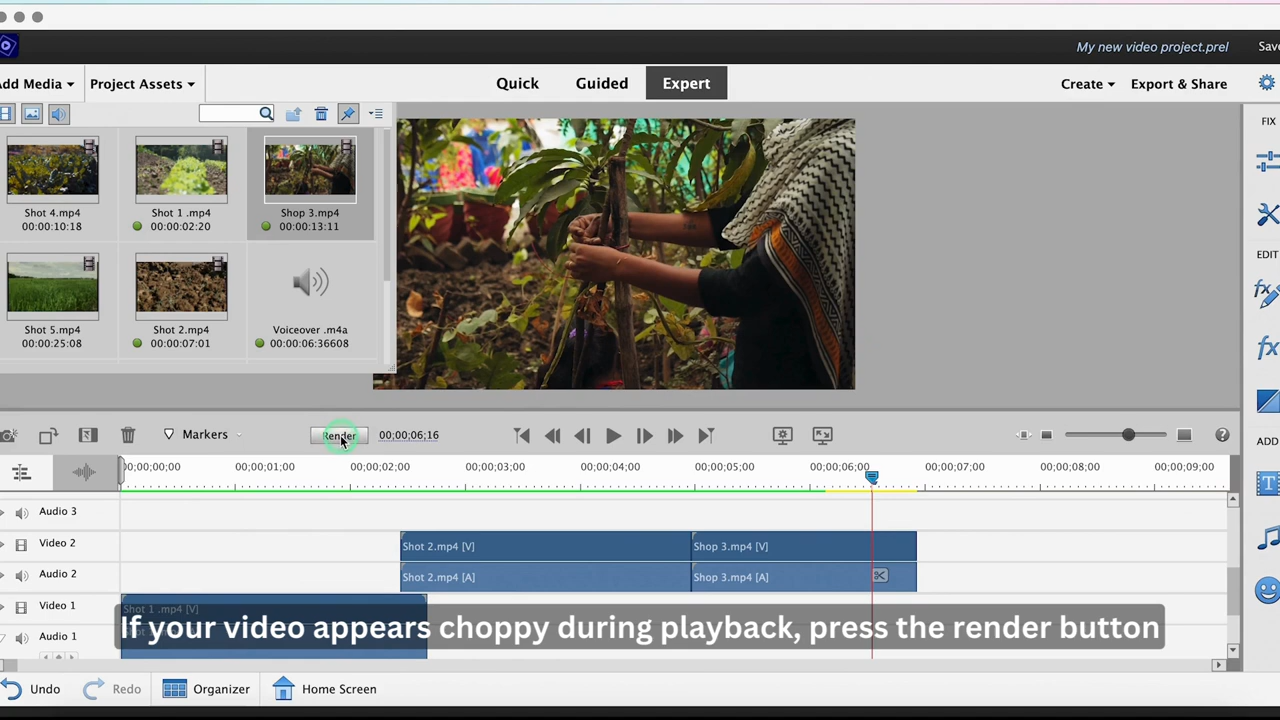 My new video project.prel
Save
Add Media
Project Assets
Quick
Guided
Expert
Create
Export & Share
FIX
Shot 4.mp4
00:00:10:18
Shot 1 .mp4
00:00:02:20
Shop 3.mp4
00:00:13:11
Shot 5.mp4
00:00:25:08
Shot 2.mp4
00:00:07:01
Voiceover .m4a
00:00:06:36608
EDIT
fx
fx
ADD
T
Markers
Render
00;00;06;16
?
00;00;00;00
00;00;01;00
00;00;02;00
00;00;03;00
00;00;04;00
00;00;05;00
00;00;06;00
00;00;07;00
00;00;08;00
00;00;09;00
Audio 3
Video 2
Shot 2.mp4 [V]
Shop 3.mp4 [V]
Audio 2
Shot 2.mp4 [A]
Shop 3.mp4 [A]
Video 1
Shot 1 .mp4 [V]
Audio 1
If your video appears choppy during playback, press the render button
Undo
Redo
Organizer
Home Screen